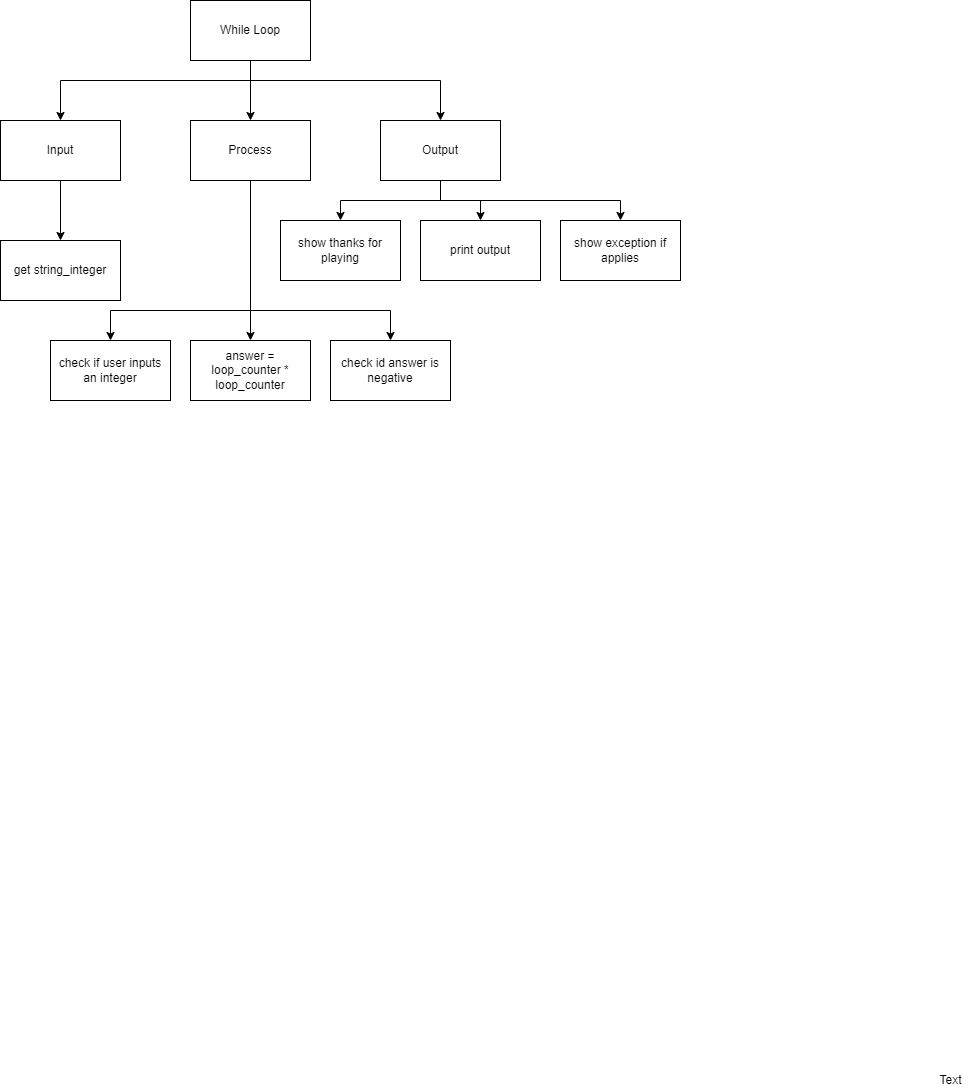 While Loop
Input
Process
Output
show thanks for
playing
print output
show exception if
applies
get string_integer
check if user inputs
an integer
answer =
loop_counter *
loop_counter
check id answer is
negative
Text